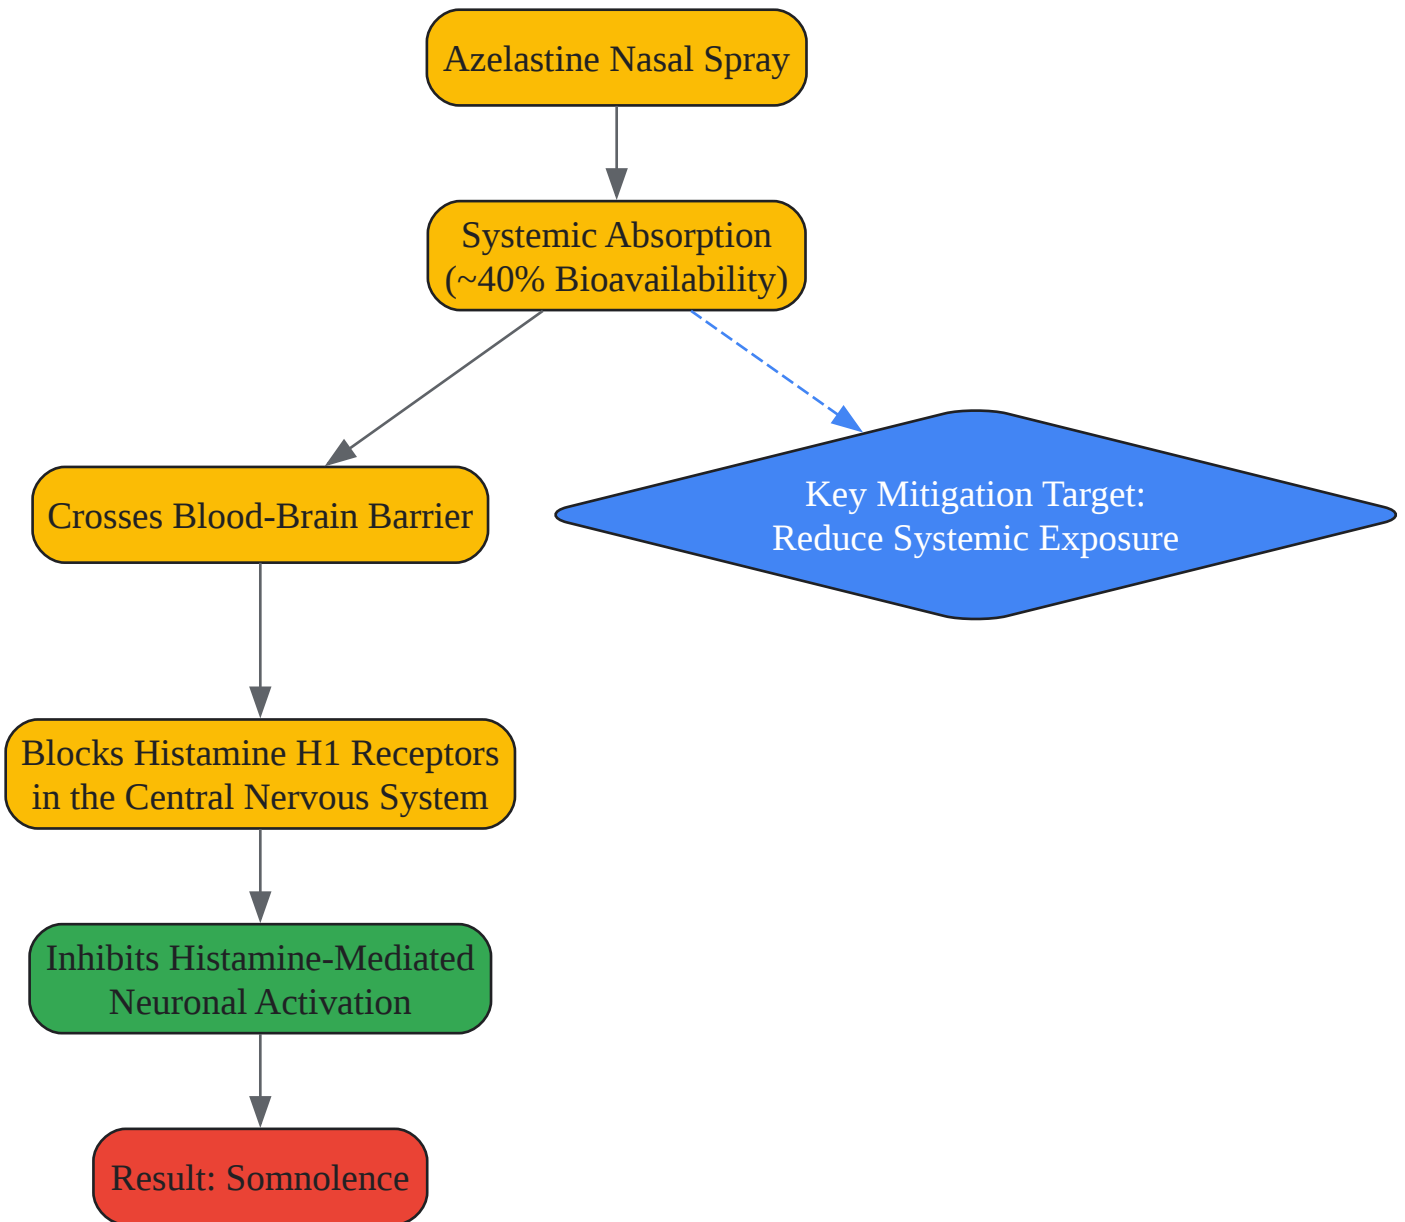 Azelastine Nasal Spray
Systemic Absorption
(~40% Bioavailability)
Crosses Blood-Brain Barrier
Key Mitigation Target:
Reduce Systemic Exposure
Blocks Histamine H1 Receptors
in the Central Nervous System
Inhibits Histamine-Mediated
Neuronal Activation
Result: Somnolence